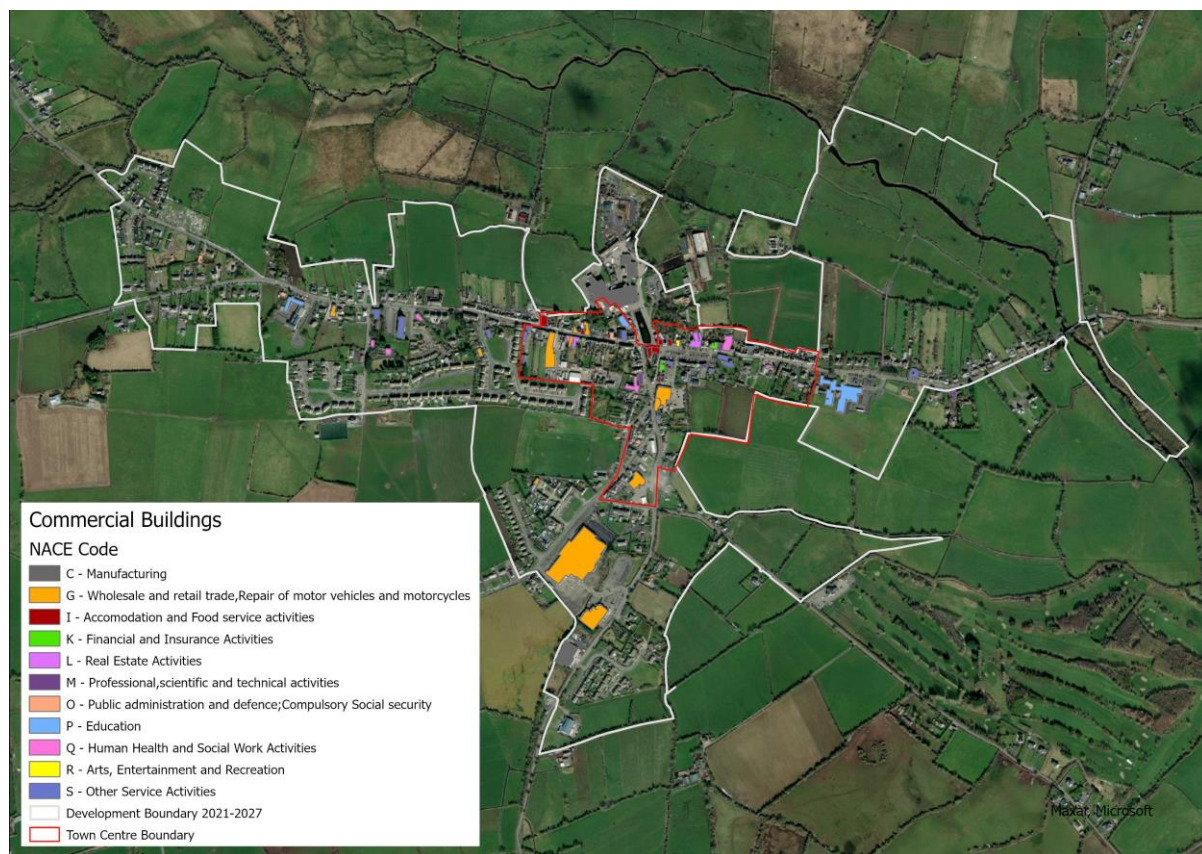 Commercial Buildings
NACE Code
C - Manufacturing
G - Wholesale and retail trade,Repair of motor vehicles and motorcycles
I - Accomodation and Food service activities
K - Financial and Insurance Activities
L - Real Estate Activities
M - Professional,scientific and technical activities
O - Public administration and defence;Compulsory Social security
P - Education
Q - Human Health and Social Work Activities
R - Arts, Entertainment and Recreation
S - Other Service Activities
Development Boundary 2021-2027
Town Centre Boundary
Maxar, Microsoft